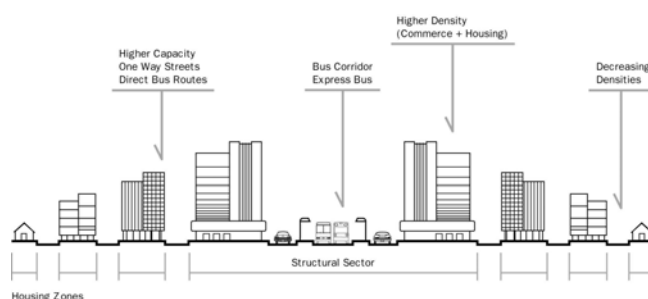 Higher Density
(Commerce + Housing)
Higher Capacity
One Way Streets
Direct Bus Routes
Bus Corridor
Express Bus
Decreasing
Densities
Structural Sector
Housing Zones